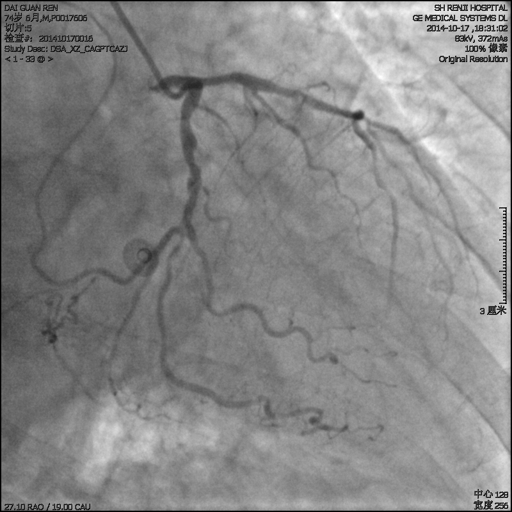 DAI GUAN REN
74岁 6月,M,P0017606
切片:5
检查#: 201410170016
Study Desc: DSA_XZ_CAGPTCAZJ
< 1 - 33 @ >
SH RENJI HOSPITAL
GE MEDICAL SYSTEMS DL
2014-10-17 ,18:31:02
83kV, 372mAs
100% 像素
Original Resolution
3 厘米
27.10 RAO / 19.00 CAU
中心 128
宽度 256